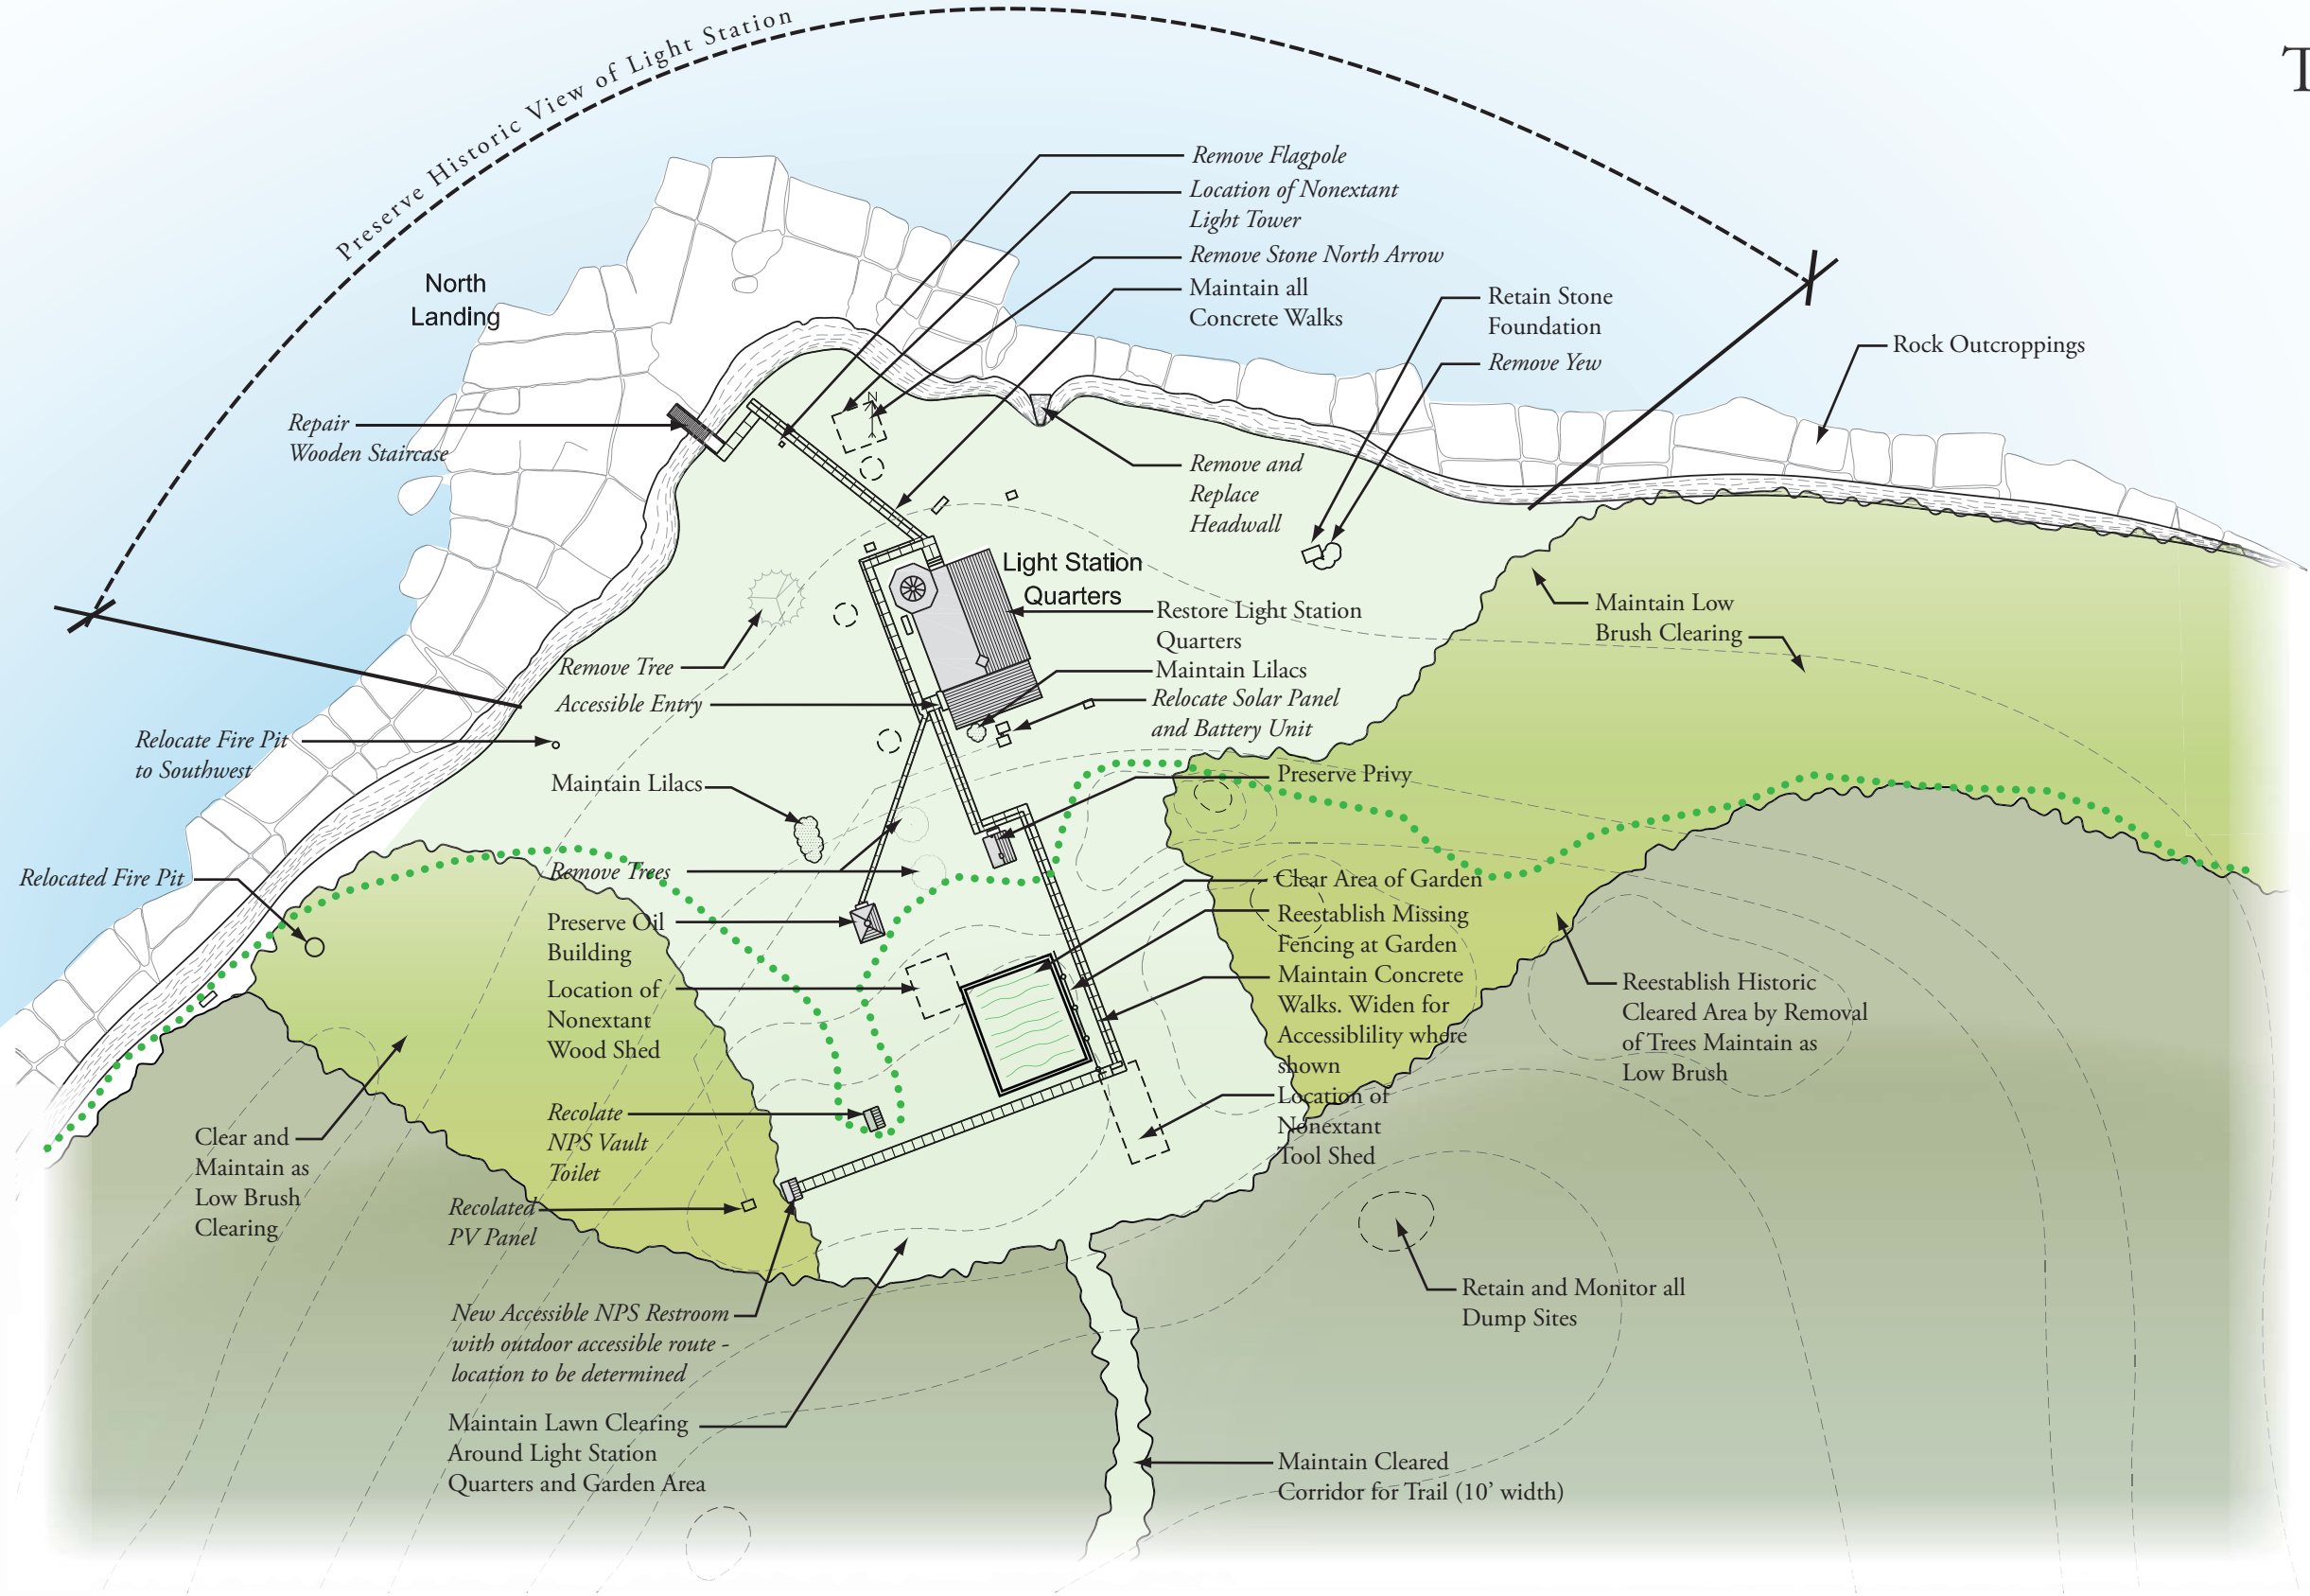 T
Preserve Historic View of Light Station
North
Landing
Remove Flagpole
Location of Nonextant
Light Tower
Remove Stone North Arrow
Maintain all
Concrete Walks
Retain Stone
Foundation
Remove Yew
Rock Outcroppings
Repair
Wooden Staircase
N
Remove and
Replace
Headwall
Light Station
Quarters
Restore Light Station
Quarters
Maintain Low
Brush Clearing
Remove Tree
Maintain Lilacs
Accessible Entry
Relocate Solar Panel
and Battery Unit
Relocate Fire Pit
to Southwest
Maintain Lilacs
Preserve Privy
Relocated Fire Pit
Remove Trees
Clear Area of Garden
Preserve Oil
Building
Reestablish Missing
Fencing at Garden
Location of
Nonextant
Wood Shed
Maintain Concrete
Walks. Widen for
Accessiblility where
shown
Reestablish Historic
Cleared Area by Removal
of Trees Maintain as
Low Brush
Recolate
NPS Vault
Toilet
Location of
Nonextant
Tool Shed
Clear and
Maintain as
Low Brush
Clearing
Recolated
PV Panel
New Accessible NPS Restroom
with outdoor accessible route -
location to be determined
Retain and Monitor all
Dump Sites
Maintain Lawn Clearing
Around Light Station
Quarters and Garden Area
Maintain Cleared
Corridor for Trail (10’ width)